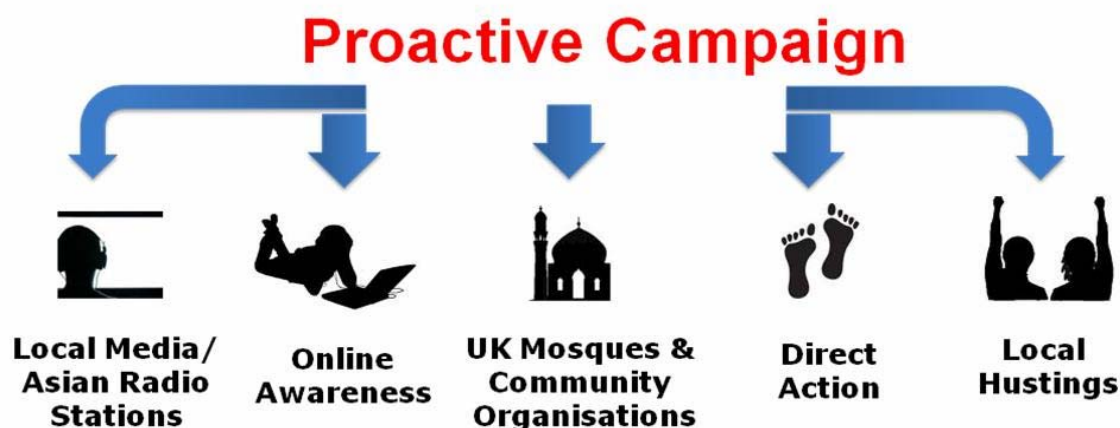 Proactive Campaign
Local Media/
Asian Radio
Stations
Online
Awareness
UK Mosques &
Community
Organisations
Direct
Action
Local
Hustings